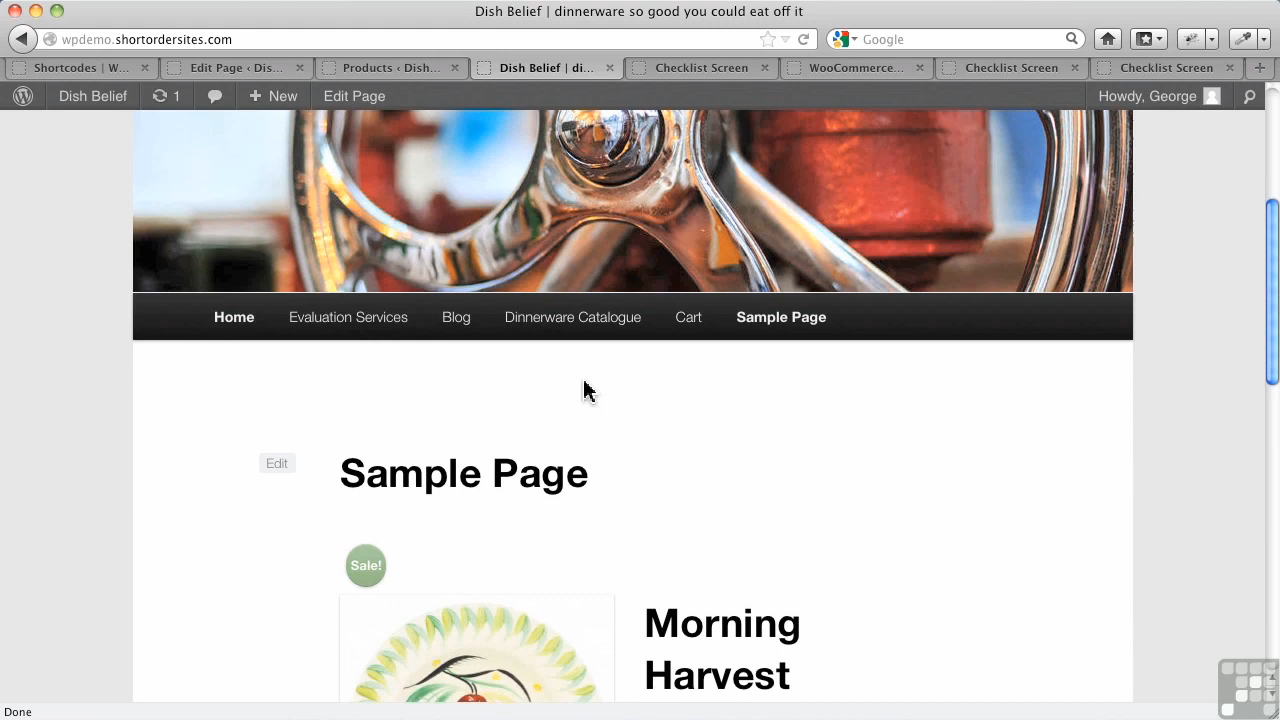 Dish Belief | dinnerware so good you could eat off it
wpdemo.shortordersites.com
Google
Shortcodes | W...
Edit Page ‹ Dis...
Products ‹ Dish...
Dish Belief | di...
Checklist Screen
WooCommerce...
Checklist Screen
Checklist Screen
Dish Belief
1
New
Edit Page
Howdy, George
Home
Evaluation Services
Blog
Dinnerware Catalogue
Cart
Sample Page
Edit
Sample Page
Sale!
Morning
Harvest
Done